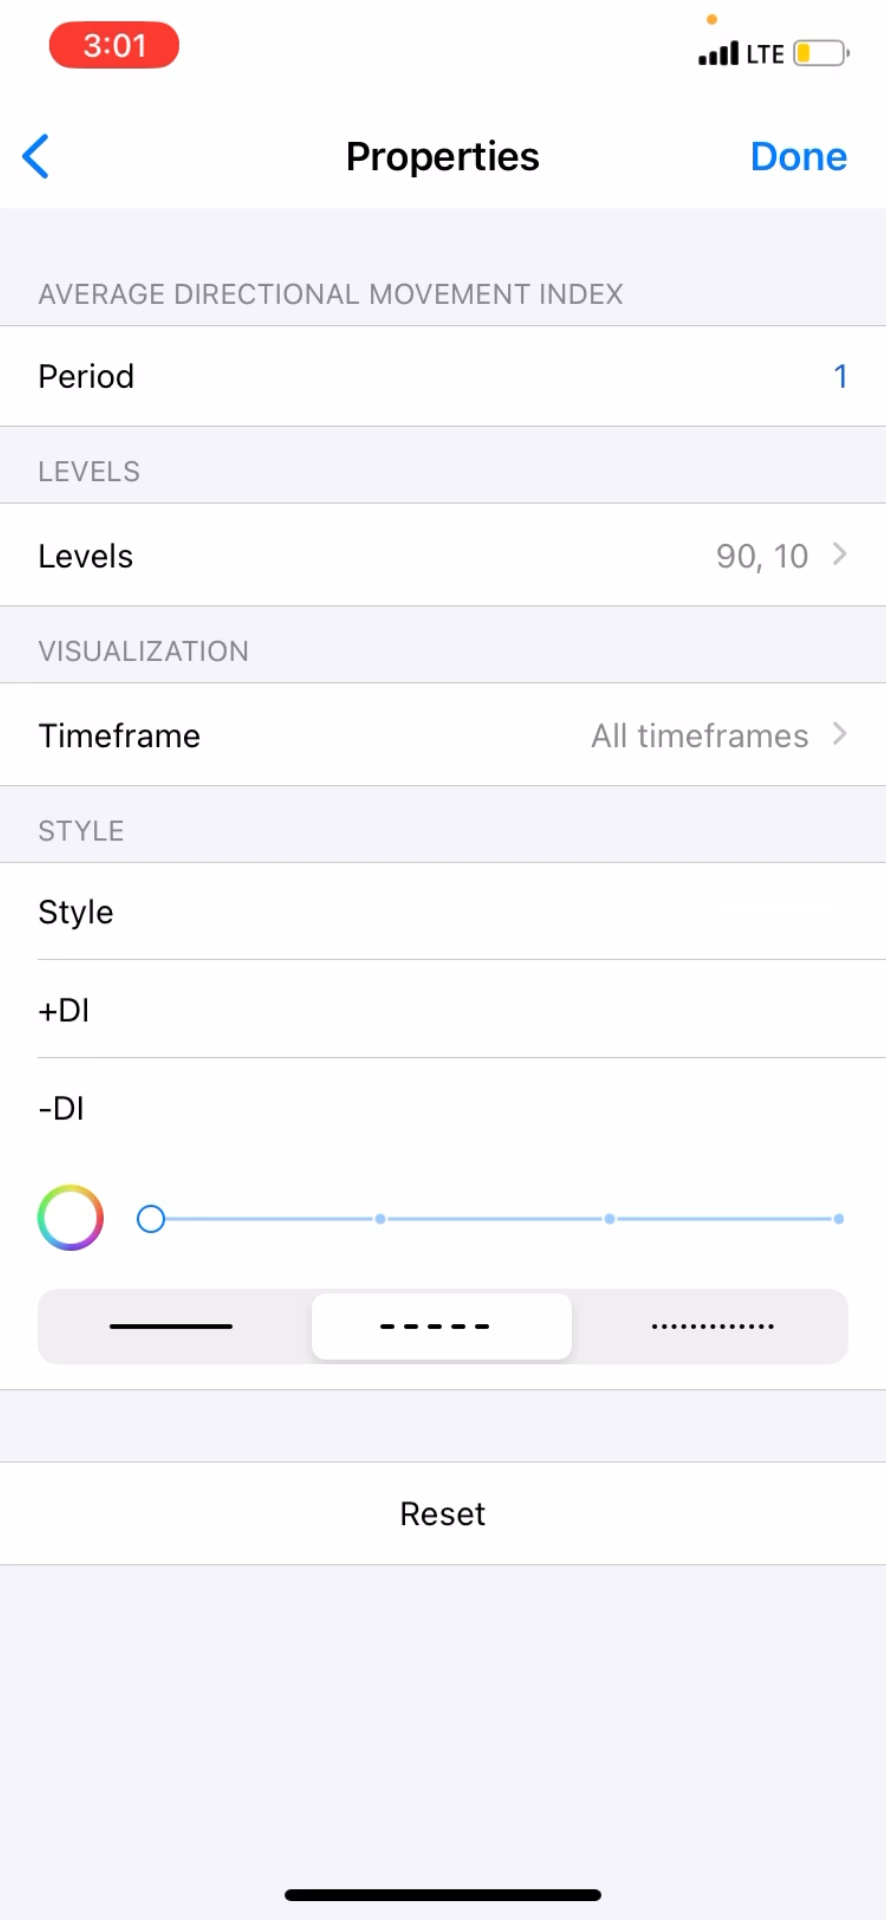 3:01
LTE
Properties
Done
AVERAGE DIRECTIONAL MOVEMENT INDEX
Period 1
LEVELS
Levels 90, 10
VISUALIZATION
Timeframe All timeframes
STYLE
Style
+DI
-DI
Reset